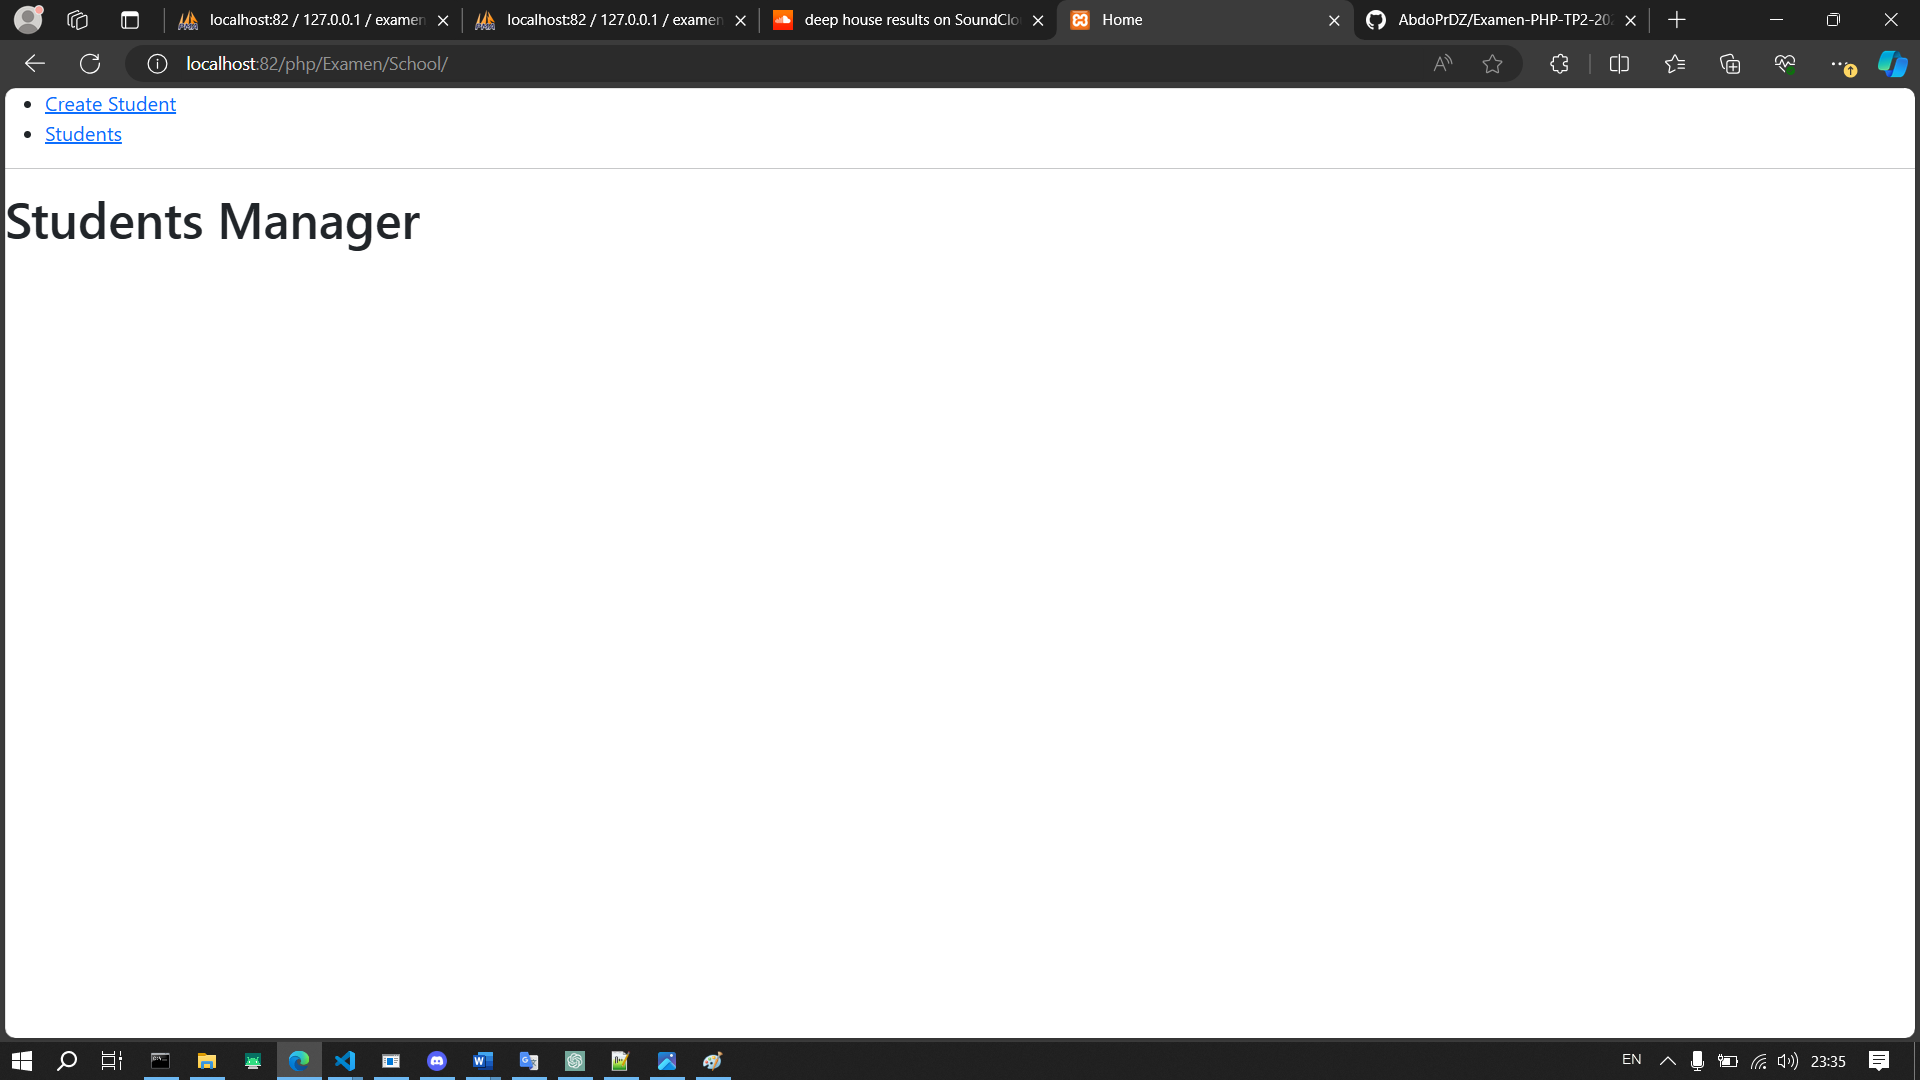 localhost:82 / 127.0.0.1 / examen
localhost:82 / 127.0.0.1 / examen
deep house results on SoundClo
Home
AbdoPrDZ/Examen-PHP-TP2-202
localhost:82/php/Examen/School/
Create Student
Students
Students Manager
EN
23:35